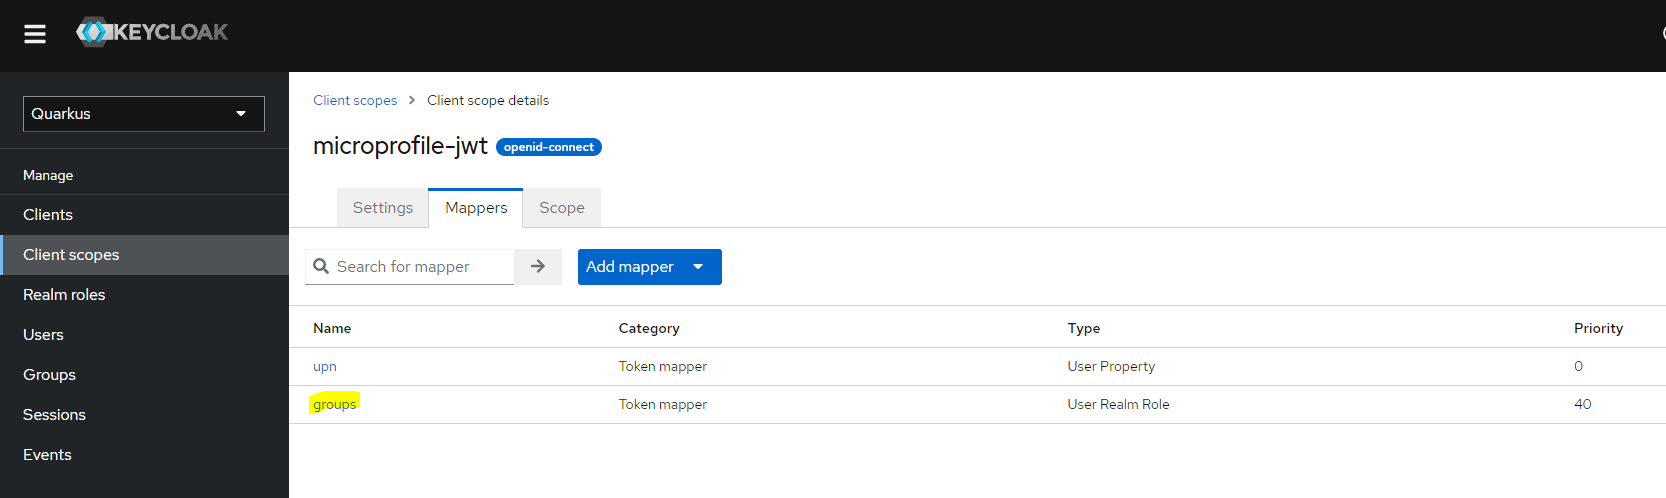 KEYCLOAK
Quarkus
Manage
Clients
Client scopes
Realm roles
Users
Groups
Sessions
Events
Client scopes > Client scope details
microprofile-jwt openid-connect
Settings Mappers Scope
Search for mapper Add mapper
Name Category Type Priority
upn Token mapper User Property 0
groups Token mapper User Realm Role 40